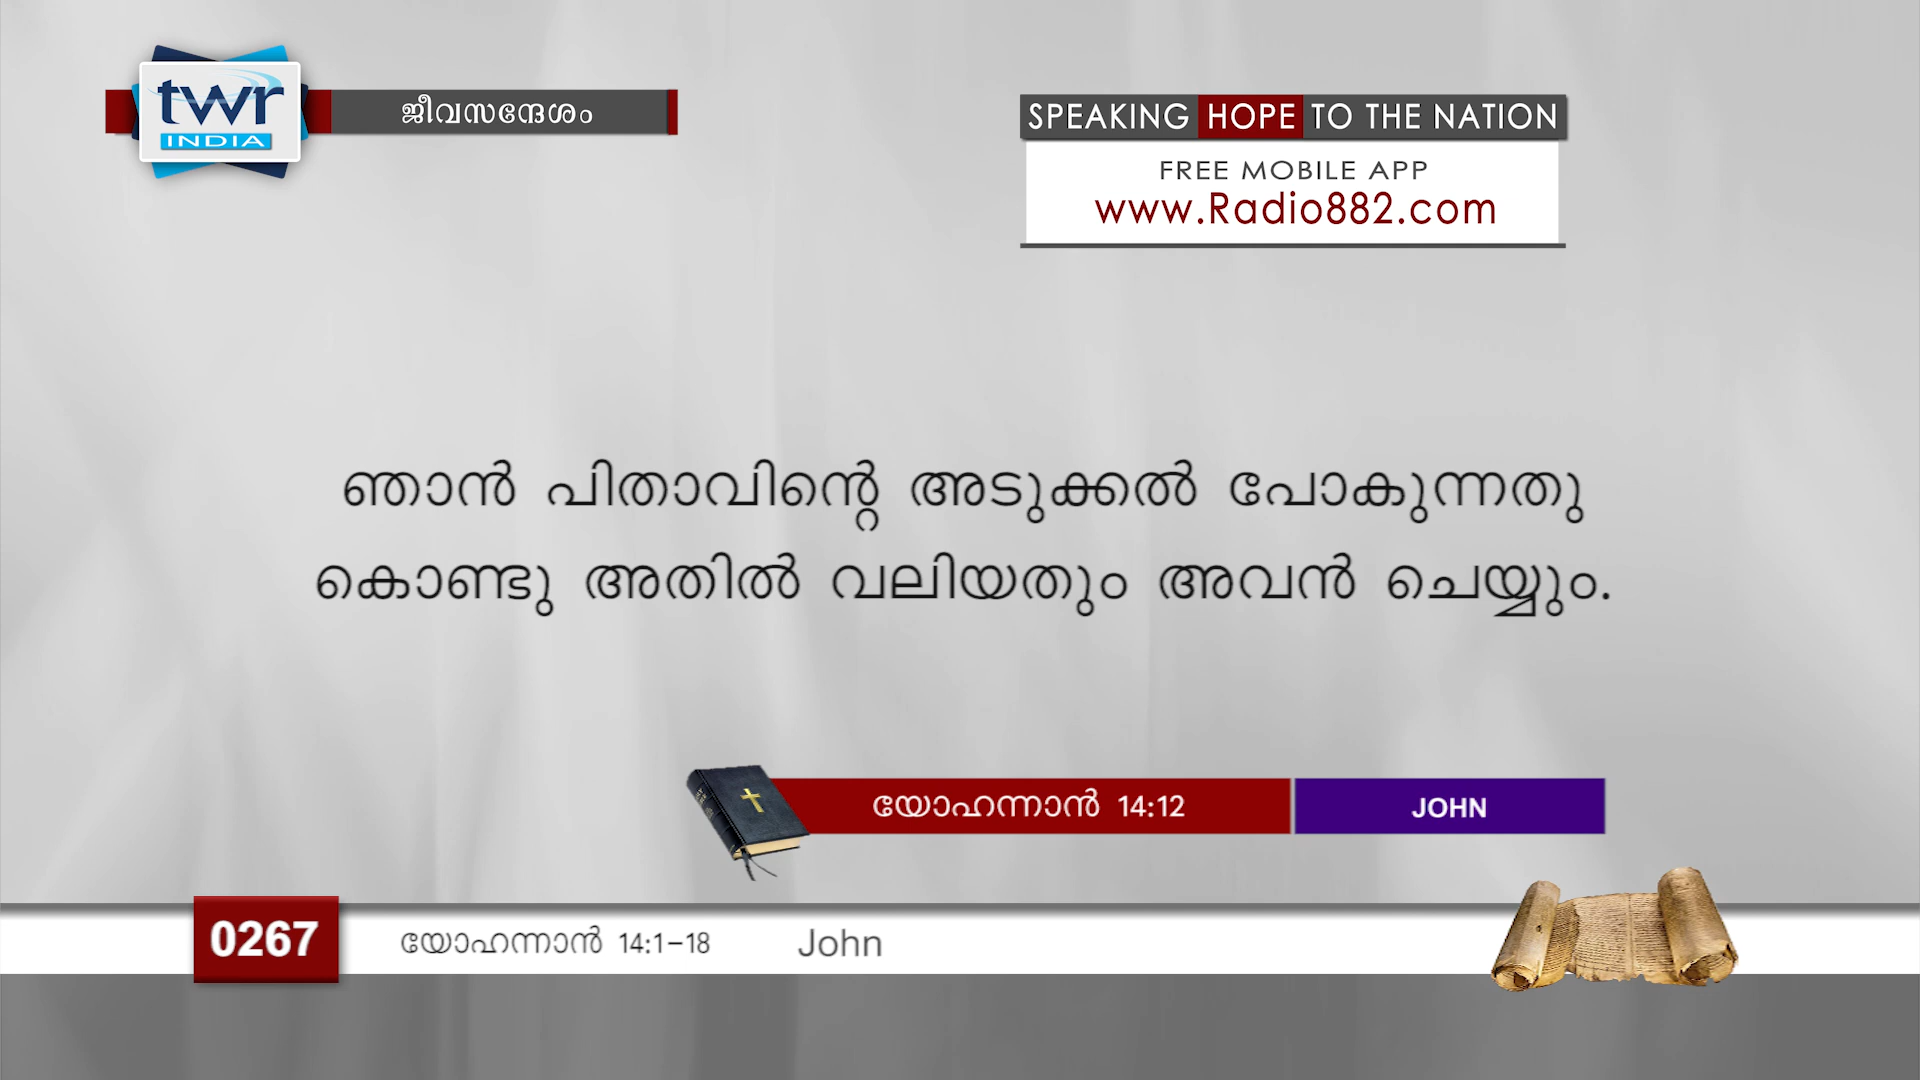 twr
INDIA
ജീവസന്ദേശം
SPEAKING HOPE TO THE NATION
FREE MOBILE APP
www.Radio882.com
ഞാൻ പിതാവിന്റെ അടുക്കൽ പോകുന്നതു
കൊണ്ടു അതിൽ വലിയതും അവൻ ചെയ്യും.
യോഹന്നാൻ 14:12
JOHN
0267
യോഹന്നാൻ 14:1-18
John